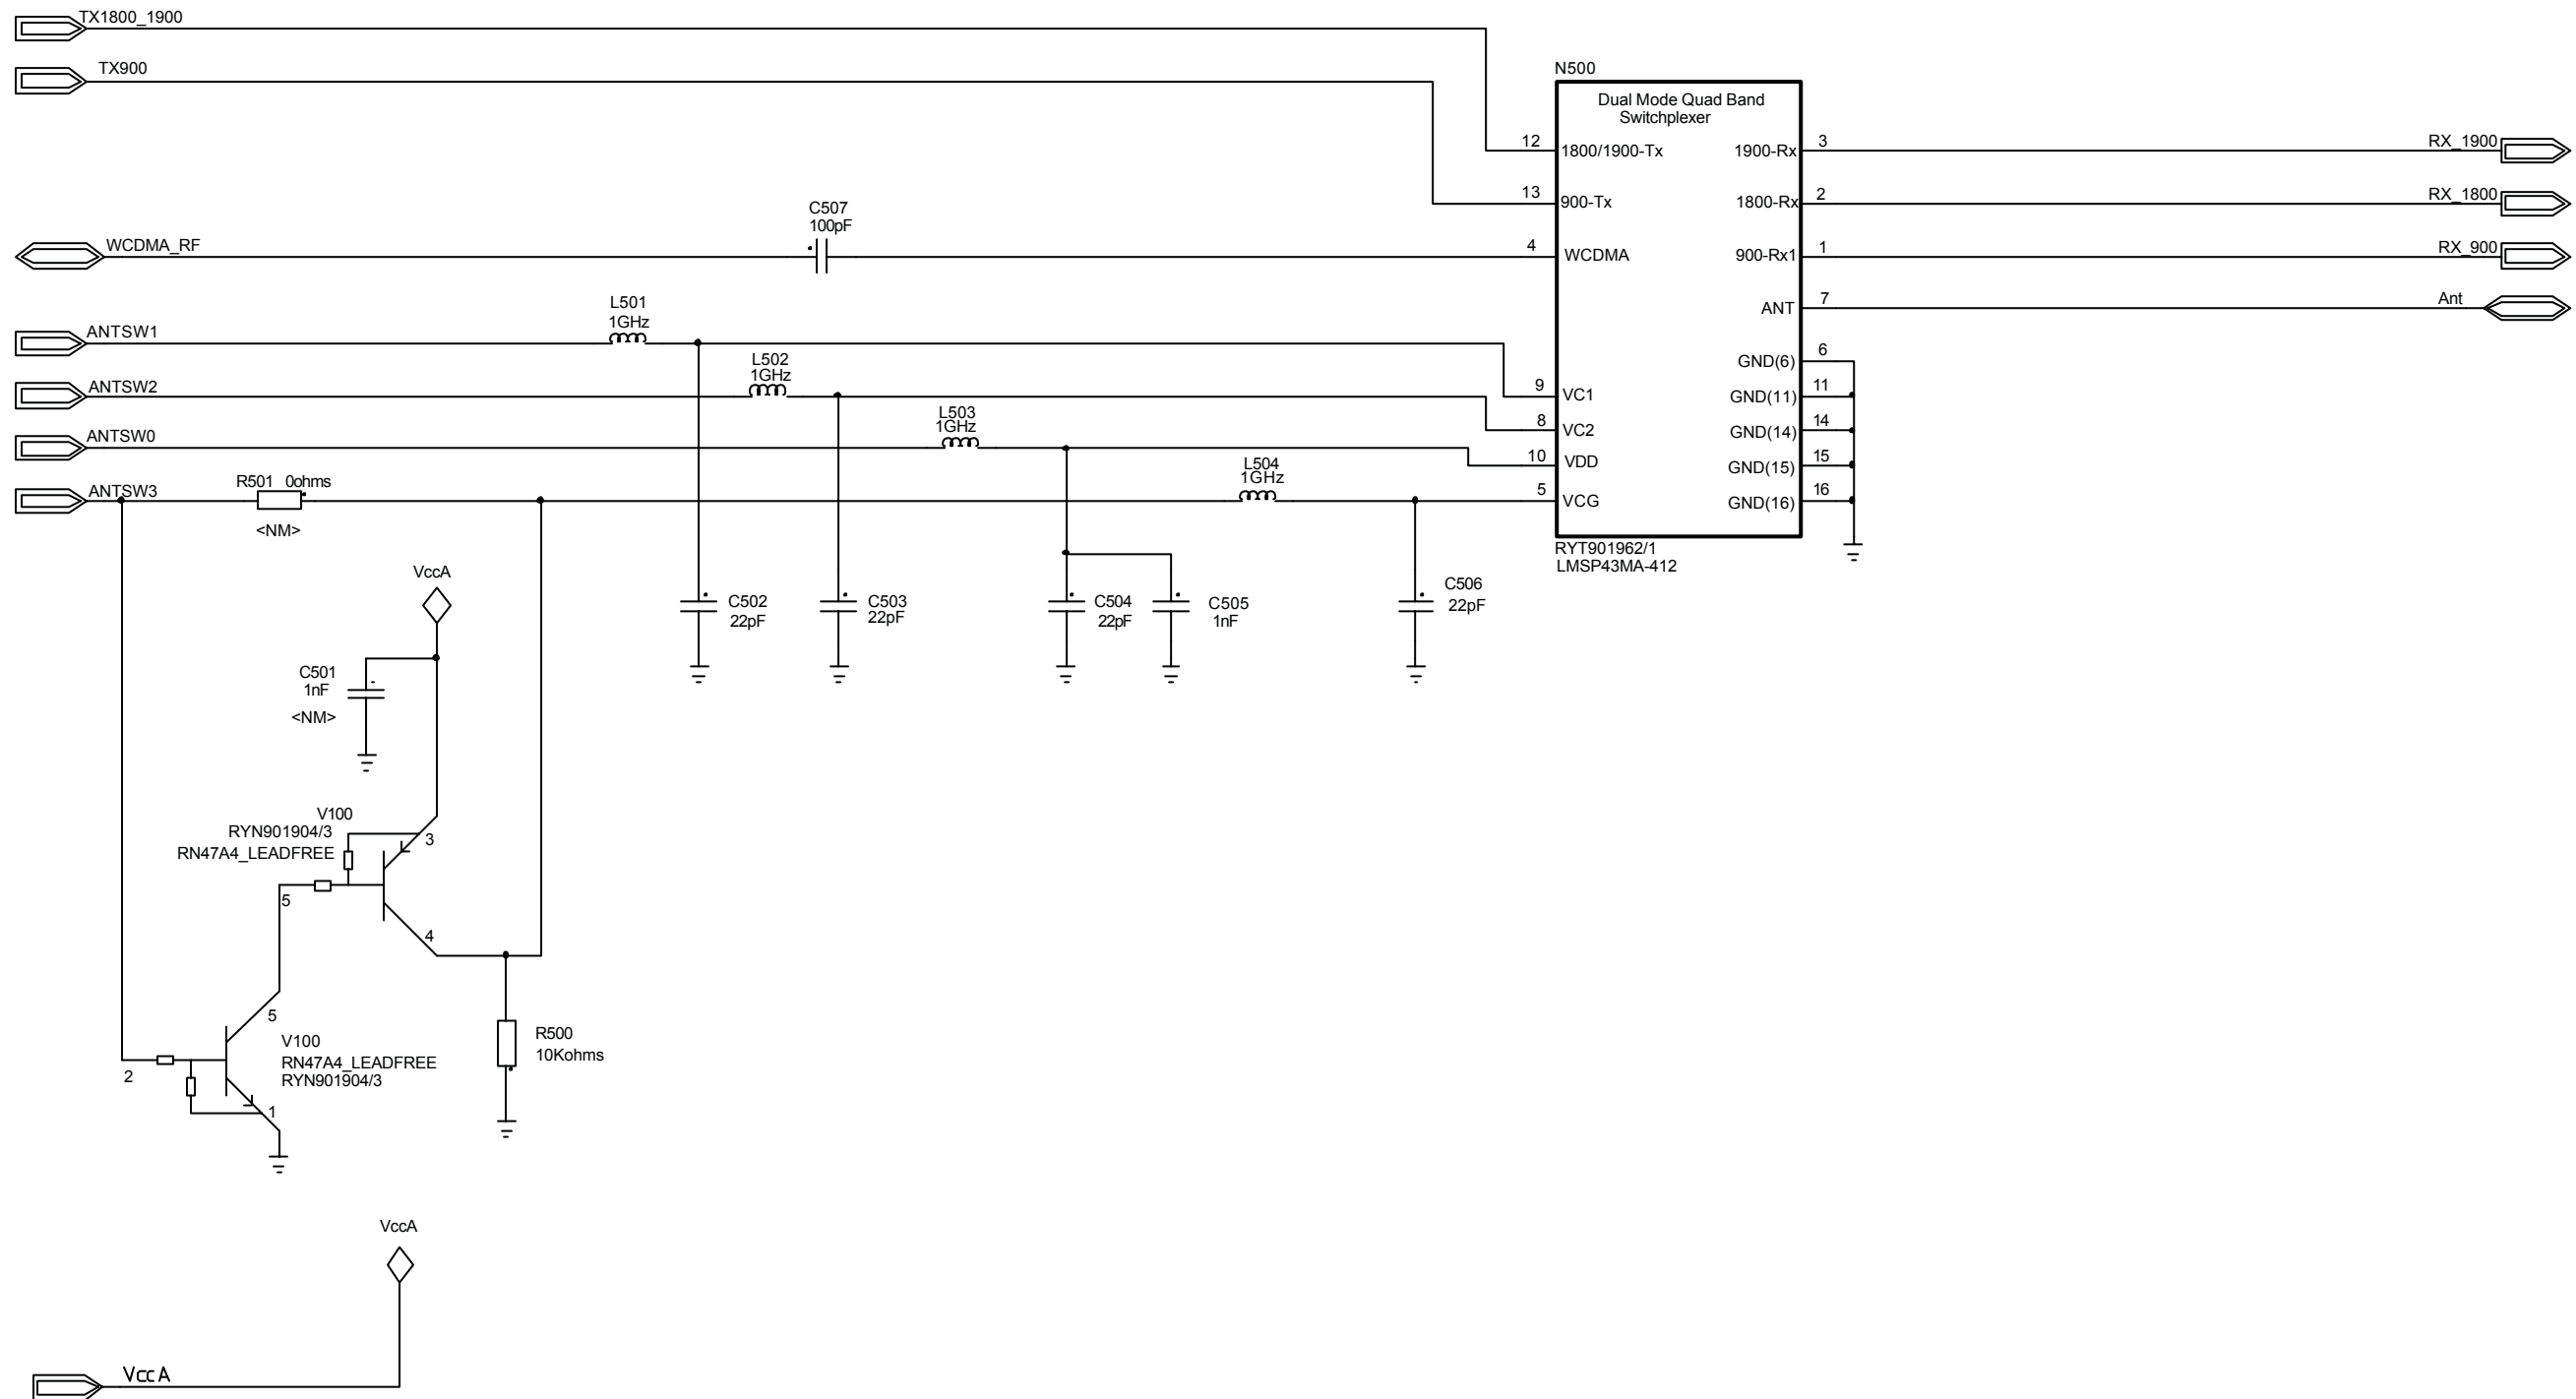 TX1800_1900
TX900
N500
Dual Mode Quad Band
Switchplexer
12
1800/1900-Tx
1900-Rx
3
RX_1900
13
900-Tx
1800-Rx
2
RX_1800
C507
100pF
WCDMA_RF
4
WCDMA
900-Rx1
1
RX_900
ANT
7
Ant
L501
1GHz
ANTSW1
L502
1GHz
GND(6)
6
ANTSW2
9
VC1
GND(11)
11
L503
1GHz
8
VC2
GND(14)
14
ANTSW0
10
VDD
GND(15)
15
L504
1GHz
R501 0ohms
ANTSW3
5
VCG
GND(16)
16
<NM>
RYT901962/1
LMSP43MA-412
VccA
C502
22pF
C503
22pF
C504
22pF
C505
1nF
C506
22pF
C501
1nF
<NM>
V100
RYN901904/3
RN47A4_LEADFREE
3
5
4
5
V100
RN47A4_LEADFREE
RYN901904/3
2
1
R500
10Kohms
VccA
VccA